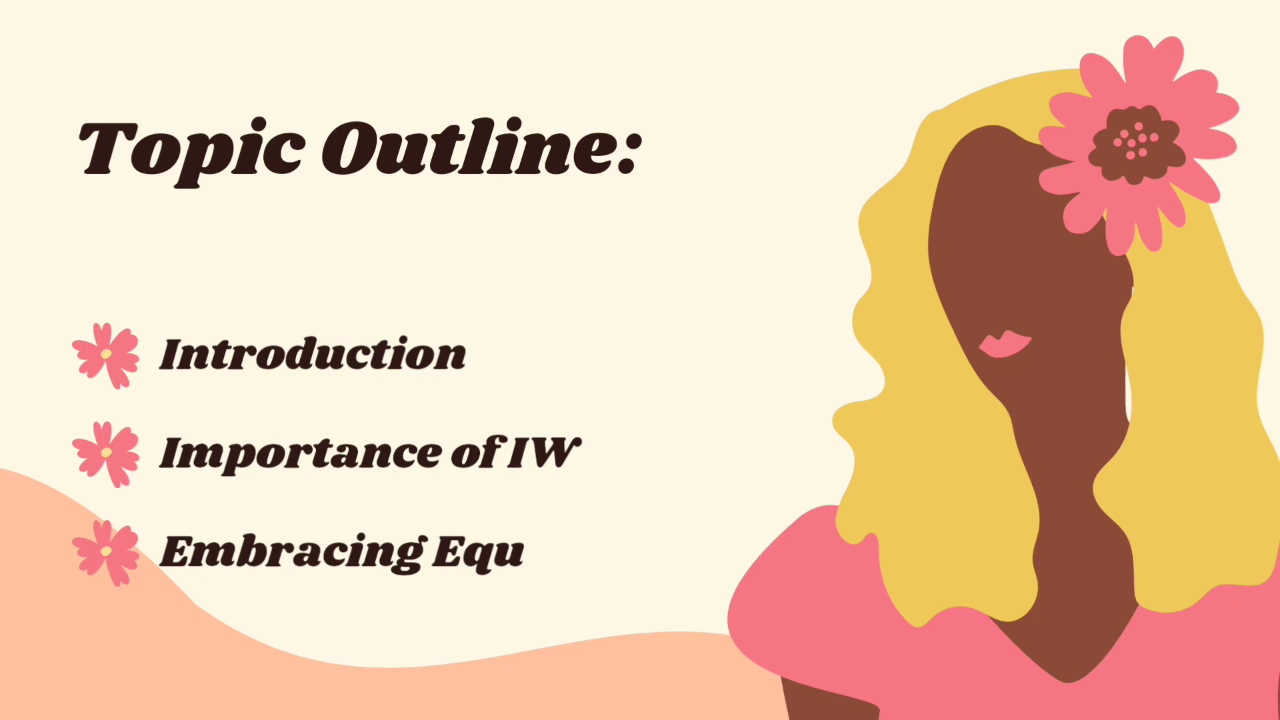 Topic Outline:
Introduction
Importance of IW
Embracing Equ